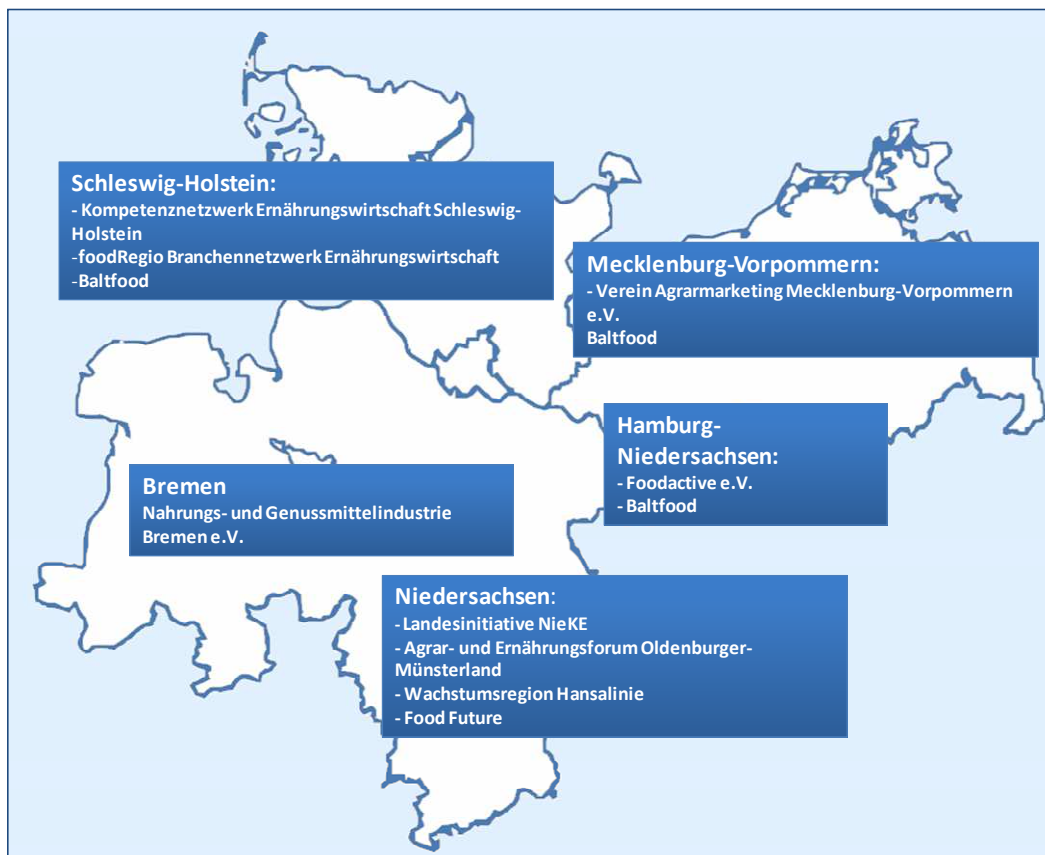 Schleswig-Holstein:
- Kompetenznetzwerk Ernährungswirtschaft Schleswig-
Holstein
-foodRegio Branchennetzwerk Ernährungswirtschaft
-Baltfood
Mecklenburg-Vorpommern:
- Verein Agrarmarketing Mecklenburg-Vorpommern
e.V.
Baltfood
Hamburg-
Niedersachsen:
- Foodactive e.V.
- Baltfood
Bremen
Nahrungs- und Genussmittelindustrie
Bremen e.V.
Niedersachsen:
- Landesinitiative NieKE
- Agrar- und Ernährungsforum Oldenburger-
Münsterland
- Wachstumsregion Hansalinie
- Food Future